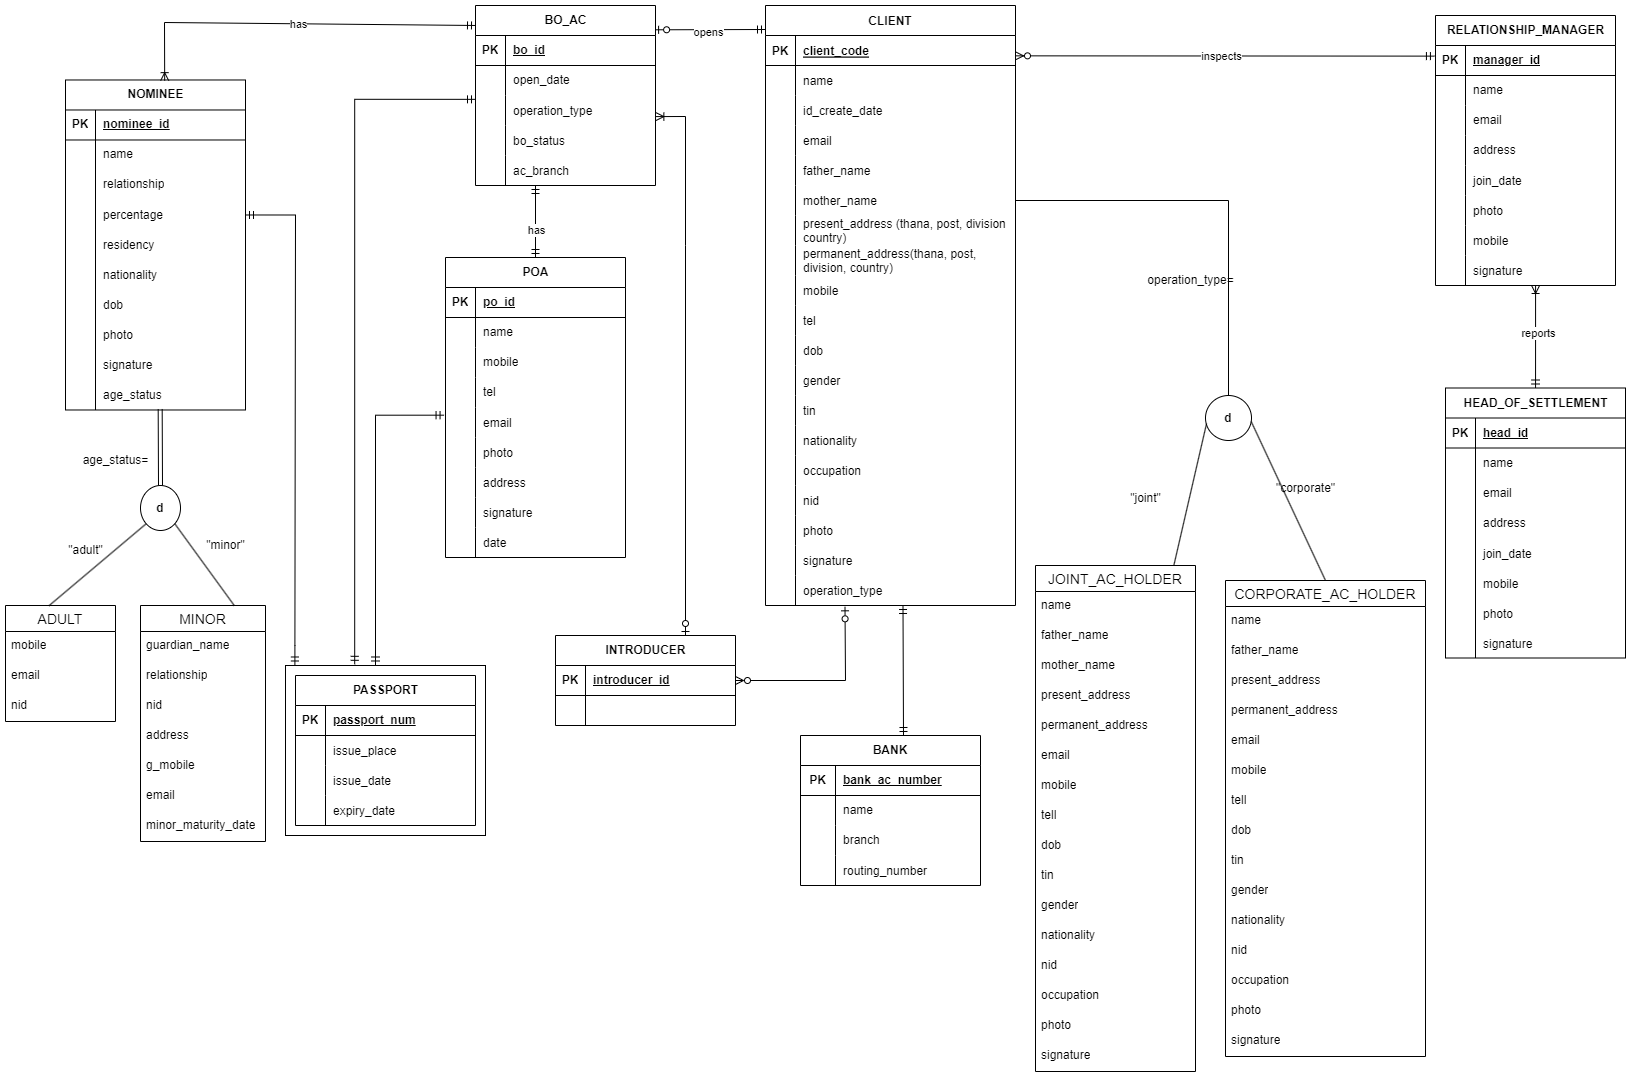 has
BO_AC
PK bo_id
open_date
operation_type
bo_status
ac_branch
opens
CLIENT
PK client_code
name
id_create_date
email
father_name
mother_name
present_address (thana, post, division
country)
permanent_address(thana, post,
division, country)
mobile
tel
dob
gender
tin
nationality
occupation
nid
photo
signature
operation_type
inspects
RELATIONSHIP_MANAGER
PK manager_id
name
email
address
join_date
photo
mobile
signature
reports
HEAD_OF_SETTLEMENT
PK head_id
name
email
address
join_date
mobile
photo
signature
NOMINEE
PK nominee_id
name
relationship
percentage
residency
nationality
dob
photo
signature
age_status
age_status=
d
"adult"
"minor"
ADULT
mobile
email
nid
MINOR
guardian_name
relationship
nid
address
g_mobile
email
minor_maturity_date
has
POA
PK po_id
name
mobile
tel
email
photo
address
signature
date
PASSPORT
PK passport_num
issue_place
issue_date
expiry_date
INTRODUCER
PK introducer_id
BANK
PK bank_ac_number
name
branch
routing_number
operation_type=
d
"joint"
"corporate"
JOINT_AC_HOLDER
name
father_name
mother_name
present_address
permanent_address
email
mobile
tell
dob
tin
gender
nationality
nid
occupation
photo
signature
CORPORATE_AC_HOLDER
name
father_name
present_address
permanent_address
email
mobile
tell
dob
tin
gender
nationality
nid
occupation
photo
signature